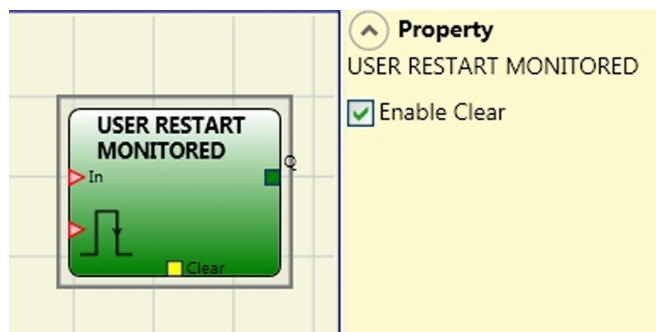 Property
USER RESTART MONITORED
Enable Clear
USER RESTART
MONITORED
In
Q
Clear